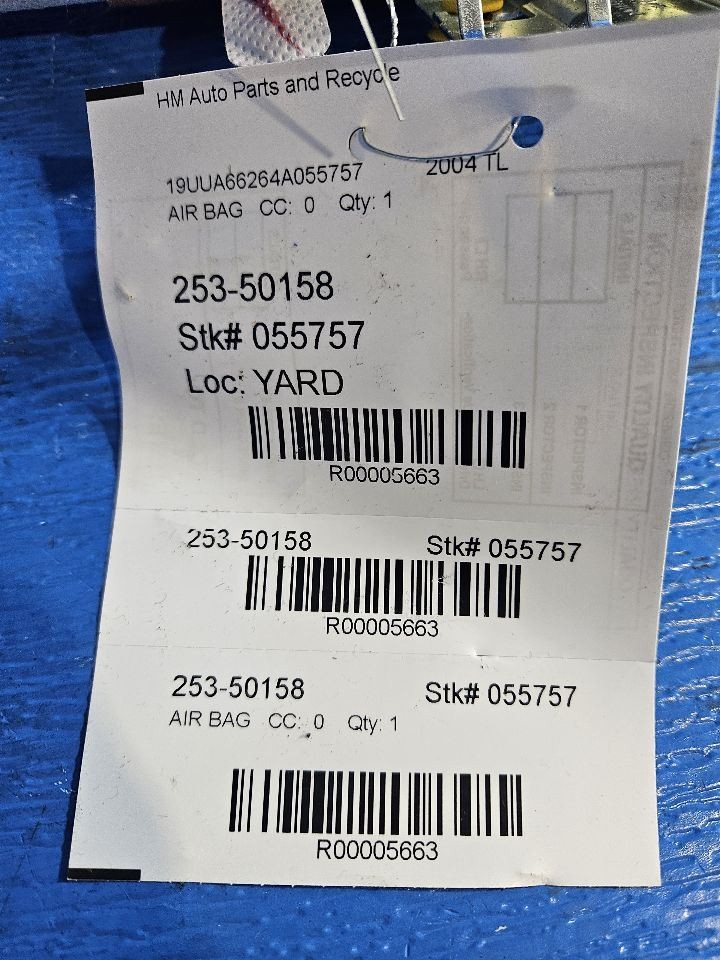 HM Auto Parts and Recycle
19UUA66264A055757 2004 TL
AIR BAG CC: 0 Qty: 1
253-50158
Stk# 055757
Loc: YARD
R00005663
253-50158 Stk# 055757
R00005663
253-50158 Stk# 055757
AIR BAG CC: 0 Qty: 1
R00005663